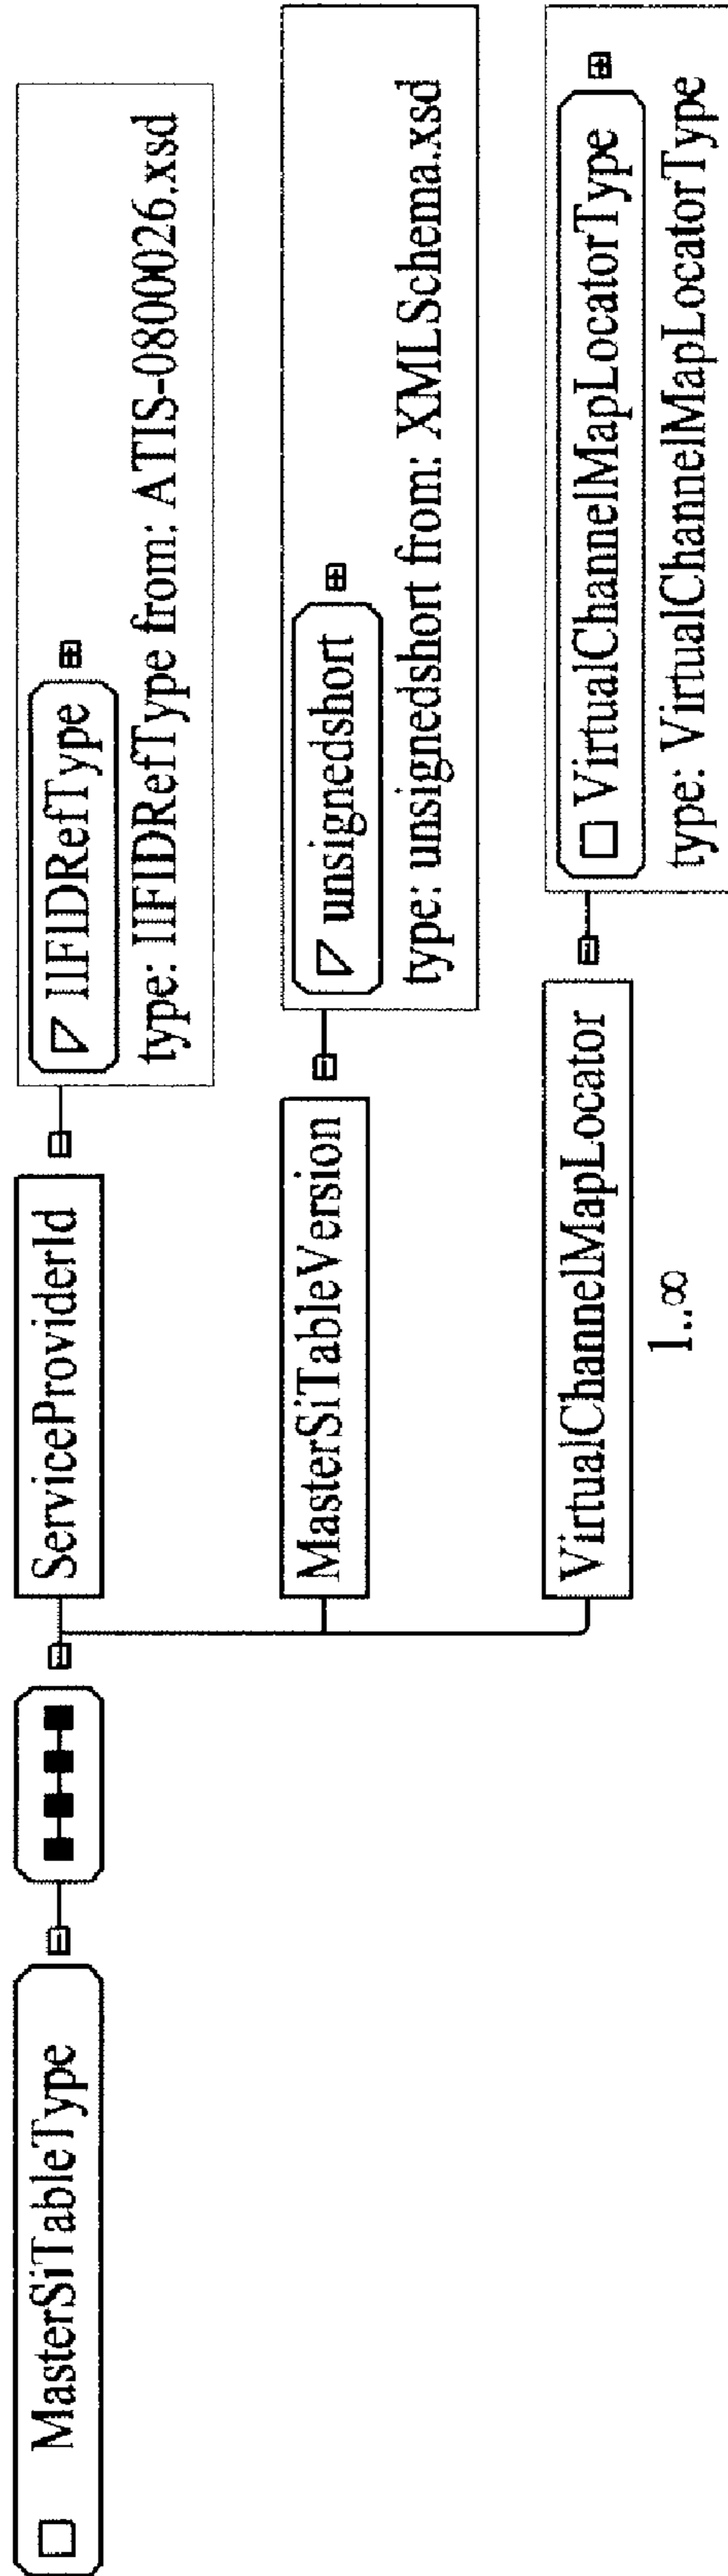 MasterSiTableType
ServiceProviderId
IIFIDRefType
type: IIFIDRefType from: ATIS-0800026.xsd
MasterSiTableVersion
unsignedshort
type: unsignedshort from: XMLSchema.xsd
VirtualChannelMapLocator
1..∞
VirtualChannelMapLocatorType
type: VirtualChannelMapLocatorType